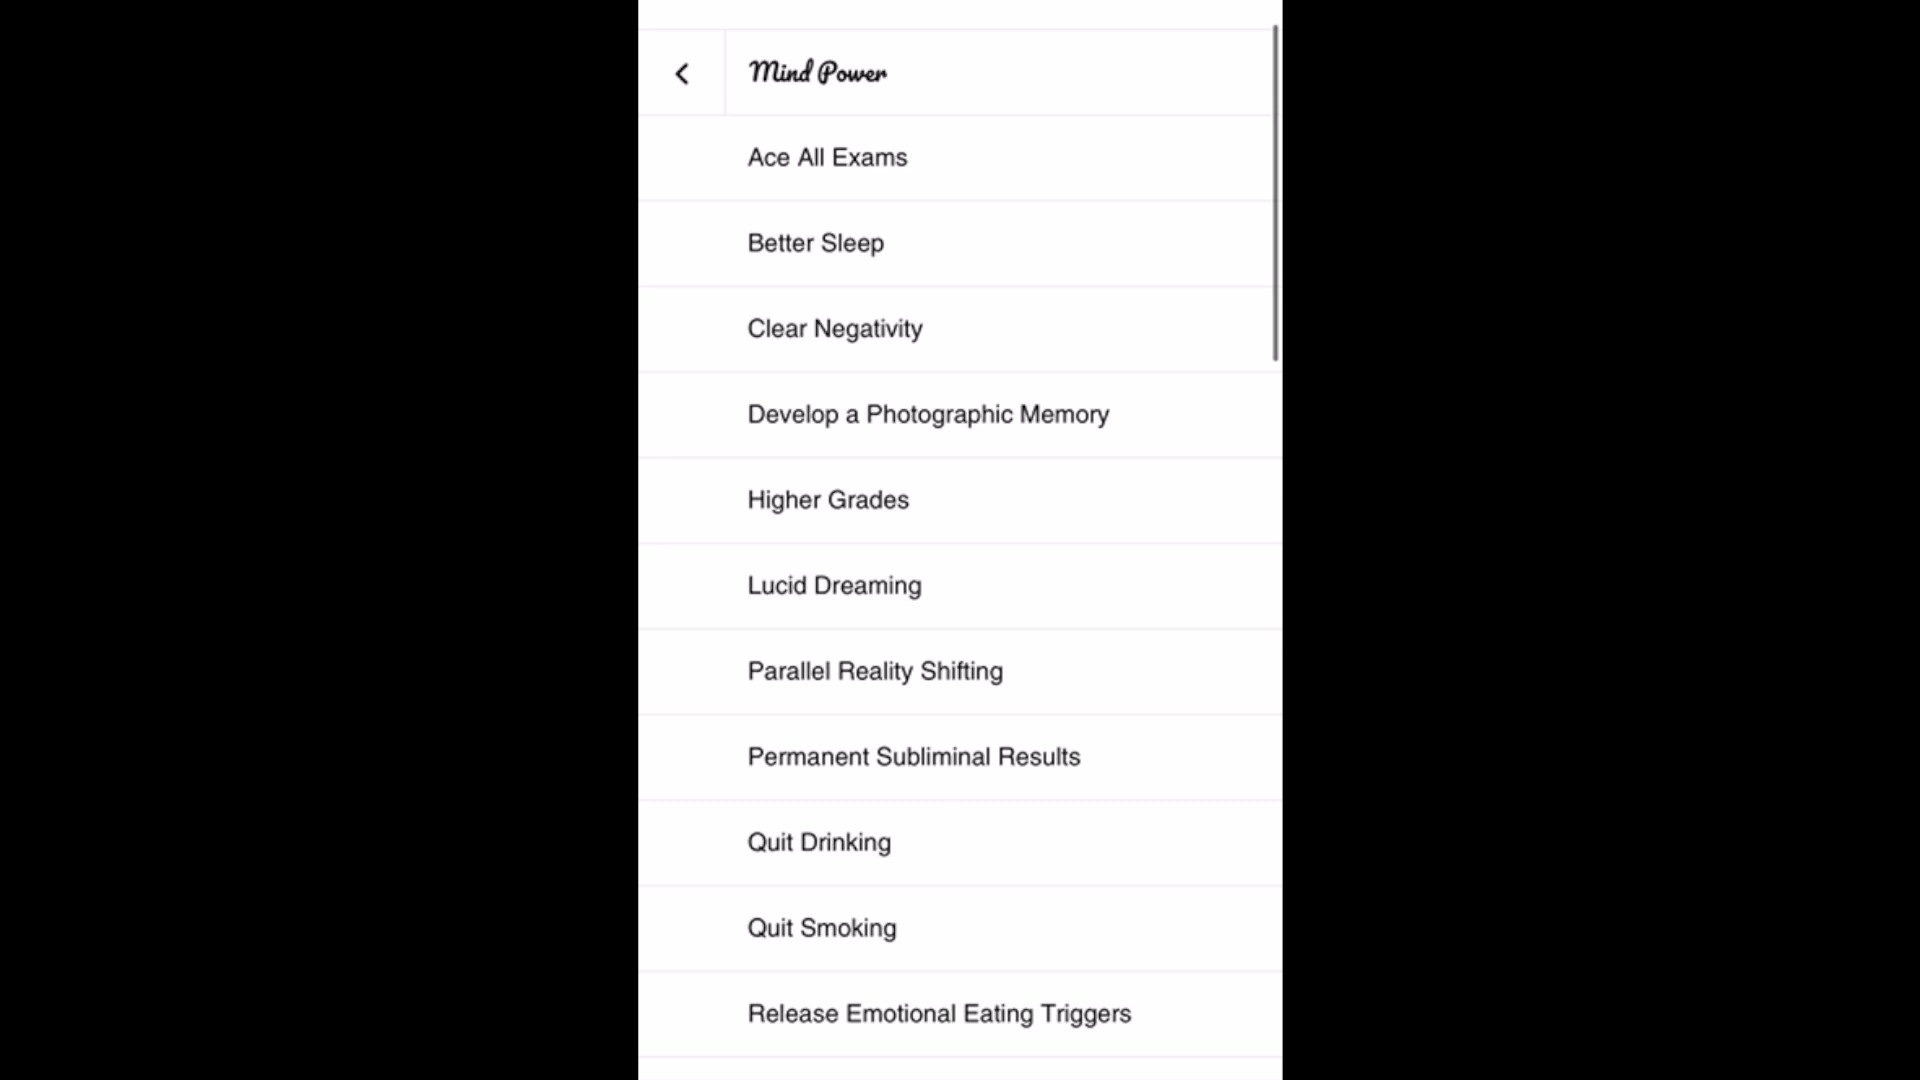 Mind Power
Ace All Exams
Better Sleep
Clear Negativity
Develop a Photographic Memory
Higher Grades
Lucid Dreaming
Parallel Reality Shifting
Permanent Subliminal Results
Quit Drinking
Quit Smoking
Release Emotional Eating Triggers